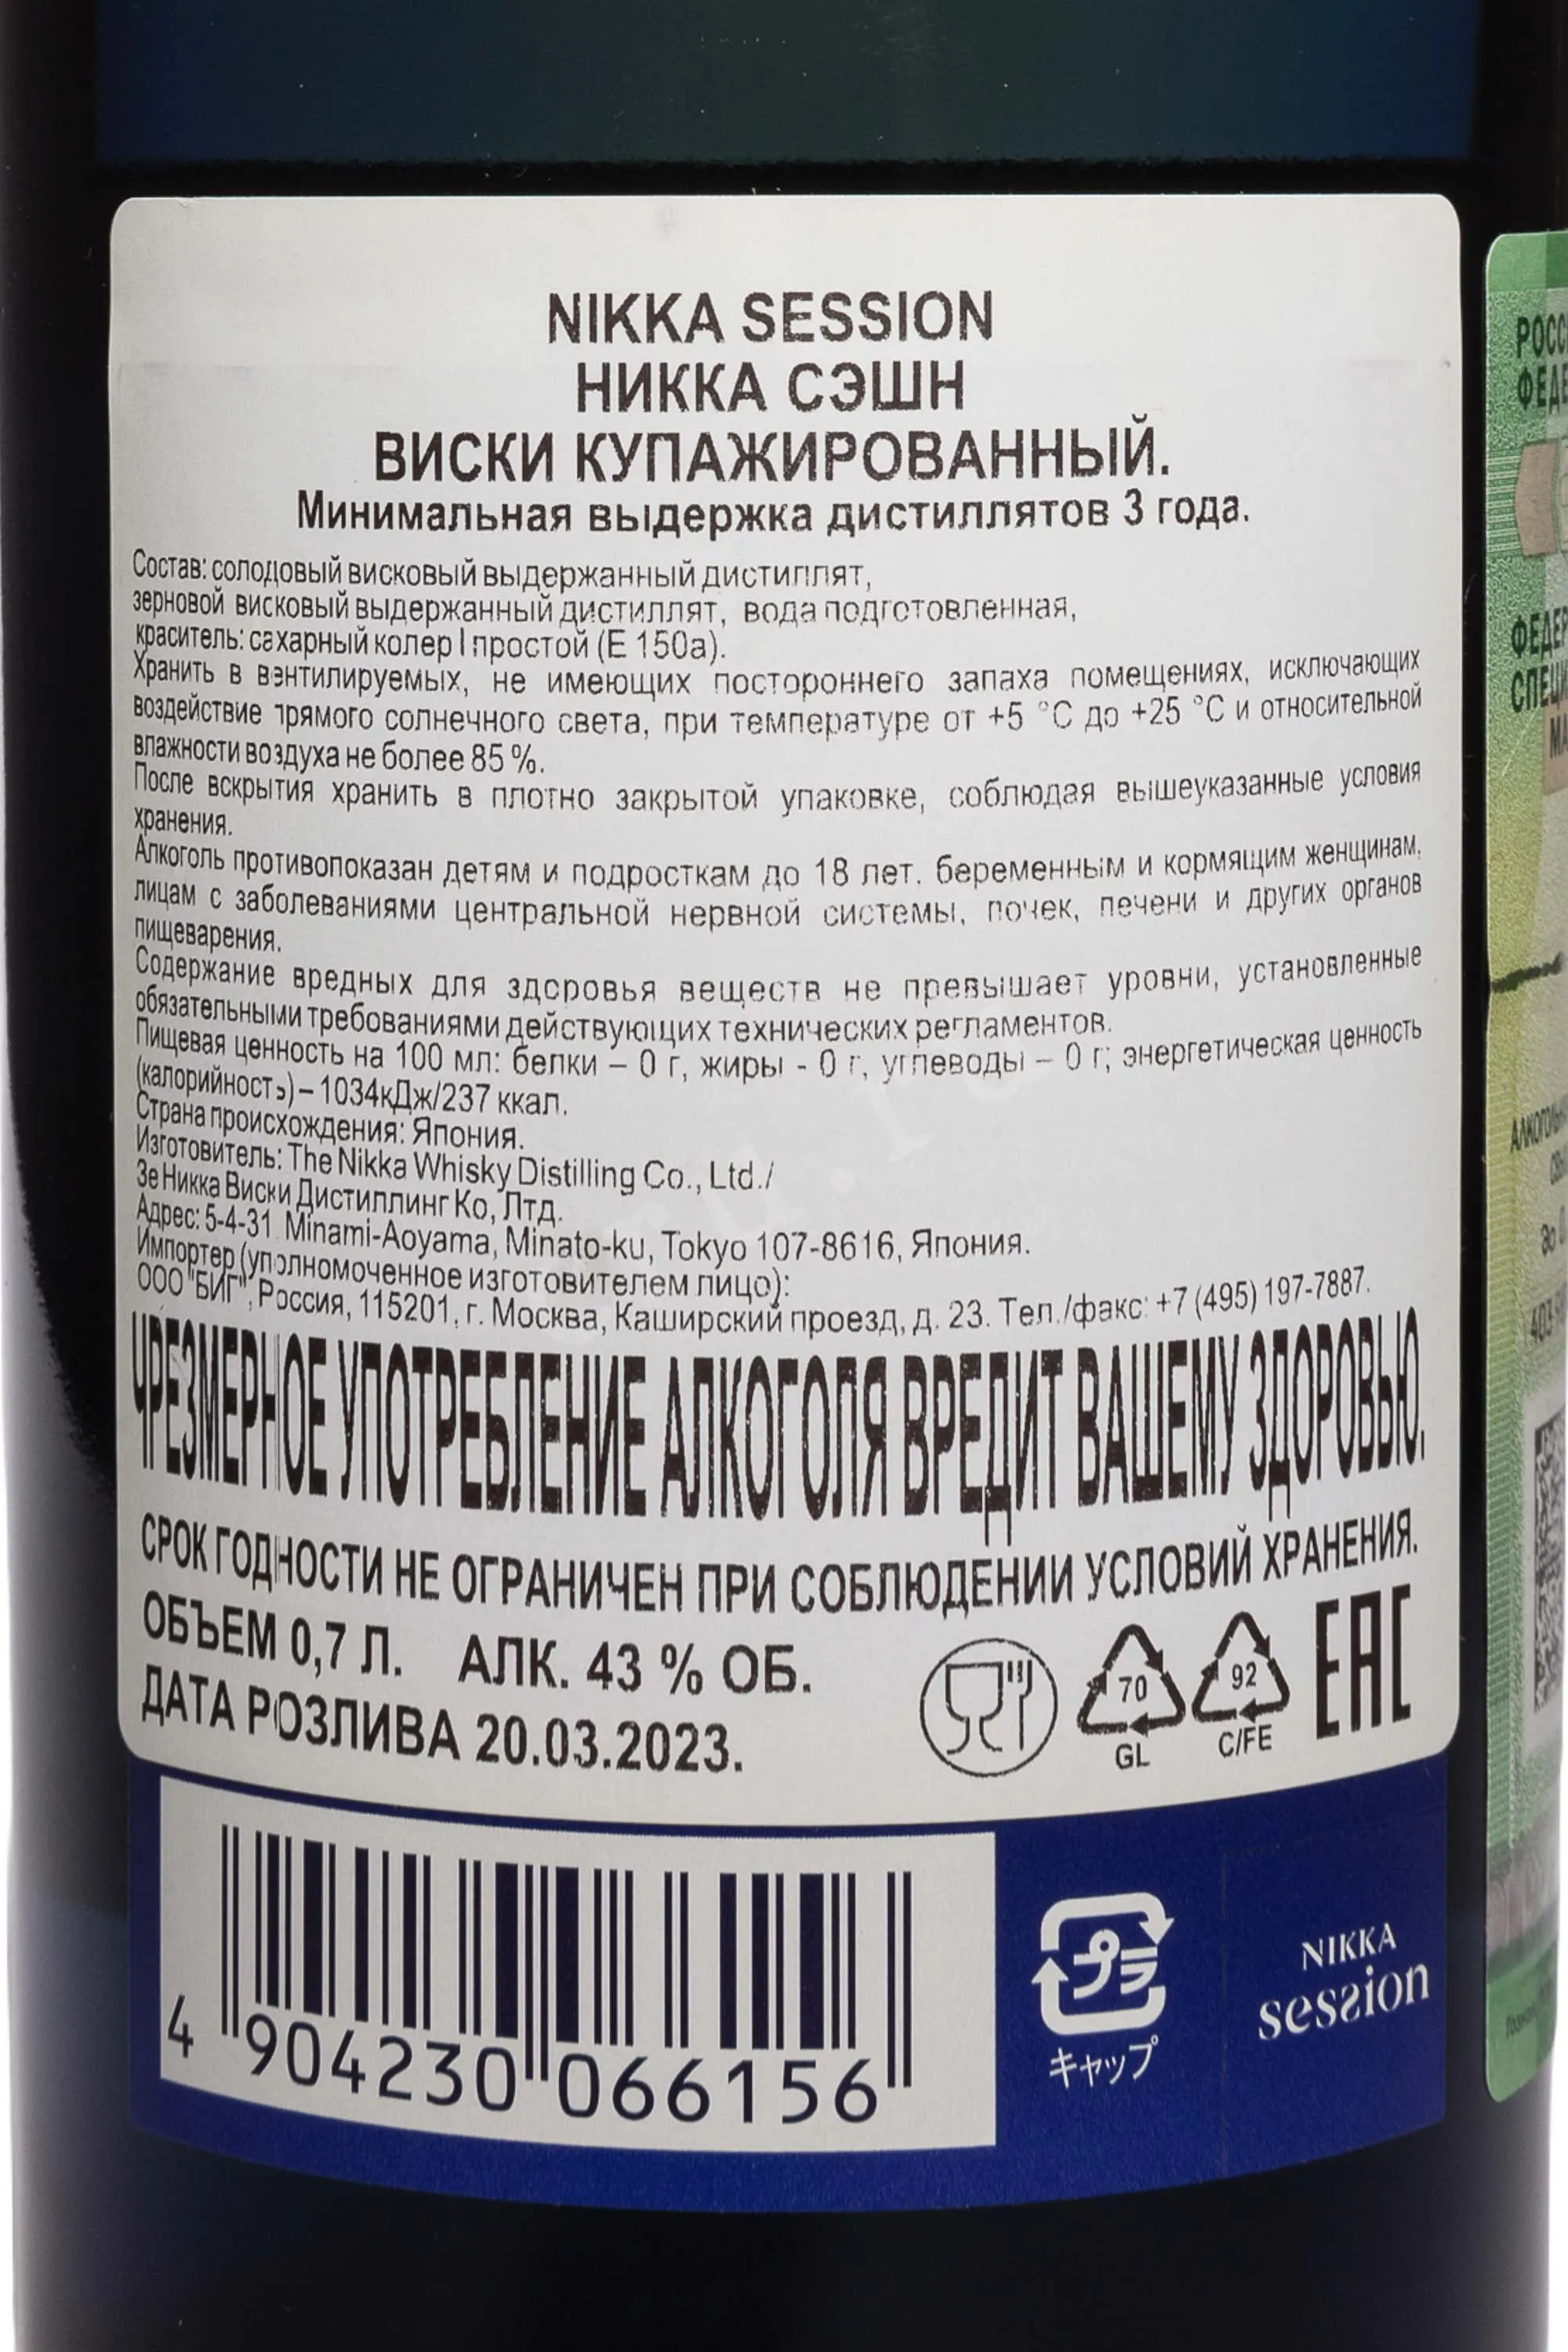 NIKKA SESSION
НИККА СЭШН
ВИСКИ КУПАЖИРОВАННЫЙ.
Минимальная выдержка дистиллятов 3 года.
Состав: солодовый висковый выдержанный дистиллят,
зерновой висковый выдержанный дистиллят, вода подготовленная,
краситель: сахарный колер I простой (Е 150а).
Хранить в вентилируемых, не имеющих постороннего запаха помещениях, исключающих
воздействие прямого солнечного света, при температуре от +5 °С до +25 °С и относительной
влажности воздуха не более 85 %.
После вскрытия хранить в плотно закрытой упаковке, соблюдая вышеуказанные условия
хранения.
Алкоголь противопоказан детям и подросткам до 18 лет. беременным и кормящим женщинам,
лицам с заболеваниями центральной нервной системы, почек, печени и других органов
пищеварения.
Содержание вредных для здоровья веществ не превышает уровни, установленные
обязательными требованиями действующих технических регламентов.
Пищевая ценность на 100 мл: белки – 0 г, жиры - 0 г, углеводы – 0 г; энергетическая ценность
(калорийность) – 1034кДж/237 ккал.
Страна происхождения: Япония.
Изготовитель: The Nikka Whisky Distilling Co., Ltd./
Зе Никка Виски Дистиллинг Ко, Лтд.
Адрес: 5-4-31 Minami-Aoyama, Minato-ku, Tokyo 107-8616, Япония.
Импортер (уполномоченное изготовителем лицо):
ООО "БИГ", Россия, 115201, г. Москва, Каширский проезд, д. 23. Тел./факс: +7 (495) 197-7887.
ЧРЕЗМЕРНОЕ УПОТРЕБЛЕНИЕ АЛКОГОЛЯ ВРЕДИТ ВАШЕМУ ЗДОРОВЬЮ.
СРОК ГОДНОСТИ НЕ ОГРАНИЧЕН ПРИ СОБЛЮДЕНИИ УСЛОВИЙ ХРАНЕНИЯ.
ОБЪЕМ 0,7 Л. АЛК. 43 % ОБ.
ДАТА РОЗЛИВА 20.03.2023.
70
GL
92
C/FE
EAC
4 904230 066156
プラ
キャップ
NIKKA
session